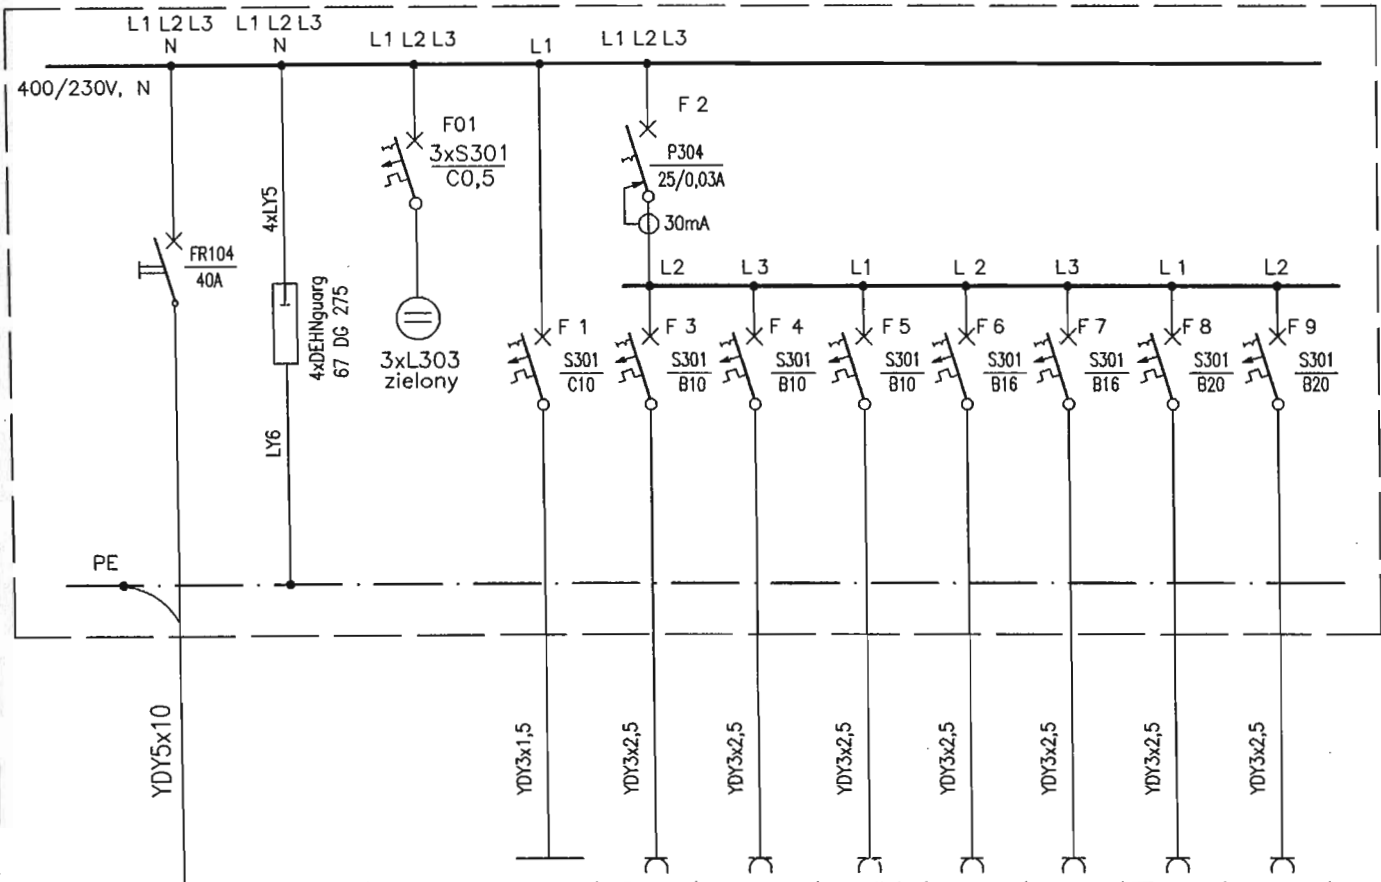 L1 L2 L3
N
L1 L2 L3
N
L1 L2 L3
L1
L1 L2 L3
400/230V, N
F 2
P304
25/0,03A
30mA
F01
3xS301
C0,5
4xLY5
FR104
40A
4xDEHNguarg
67 DG 275
3xL303
zielony
LY6
L2
L3
L1
L 2
L3
L 1
L2
F 1
S301
C10
F 3
S301
B10
F 4
S301
B10
F 5
S301
B10
F 6
S301
B16
F 7
S301
B16
F 8
S301
B20
F 9
S301
B20
PE
YDY5x10
YDY3x1,5
YDY3x2,5
YDY3x2,5
YDY3x2,5
YDY3x2,5
YDY3x2,5
YDY3x2,5
YDY3x2,5